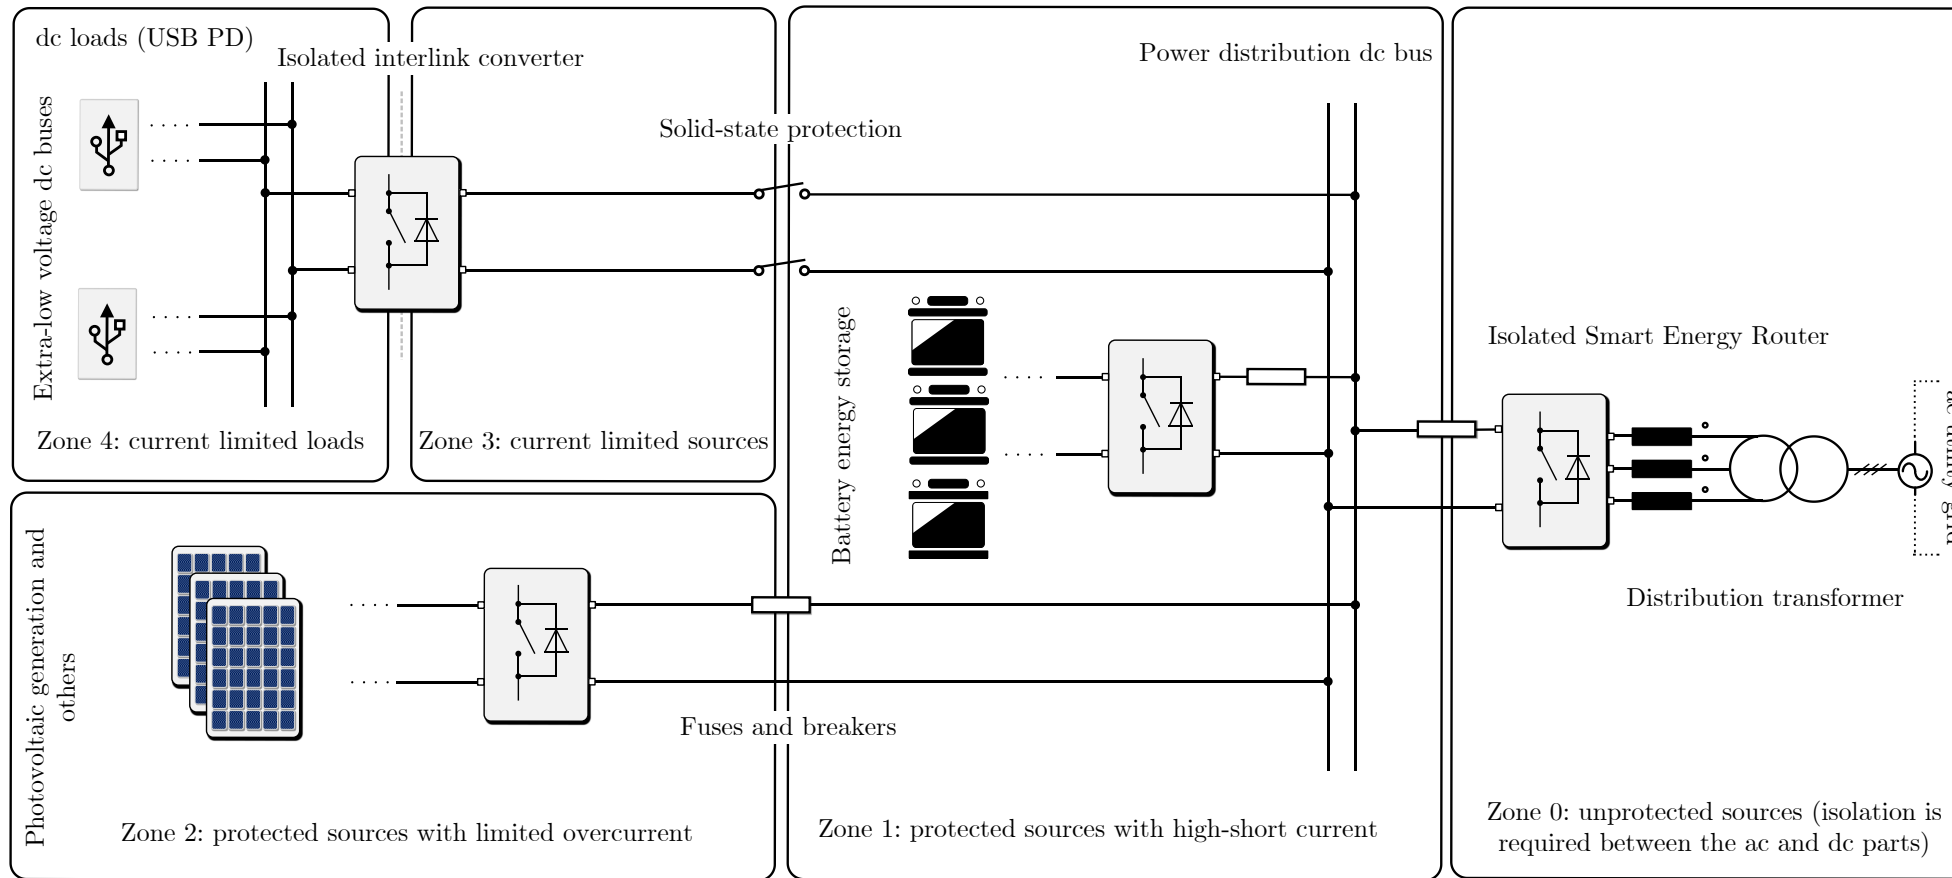 dc loads (USB PD)
Isolated interlink converter
Power distribution dc bus
Solid-state protection
Extra-low voltage dc buses
Battery energy storage
Isolated Smart Energy Router
Zone 4: current limited loads
Zone 3: current limited sources
Photovoltaic generation and
others
Distribution transformer
Fuses and breakers
Zone 2: protected sources with limited overcurrent
Zone 1: protected sources with high-short current
Zone 0: unprotected sources (isolation is
required between the ac and dc parts)